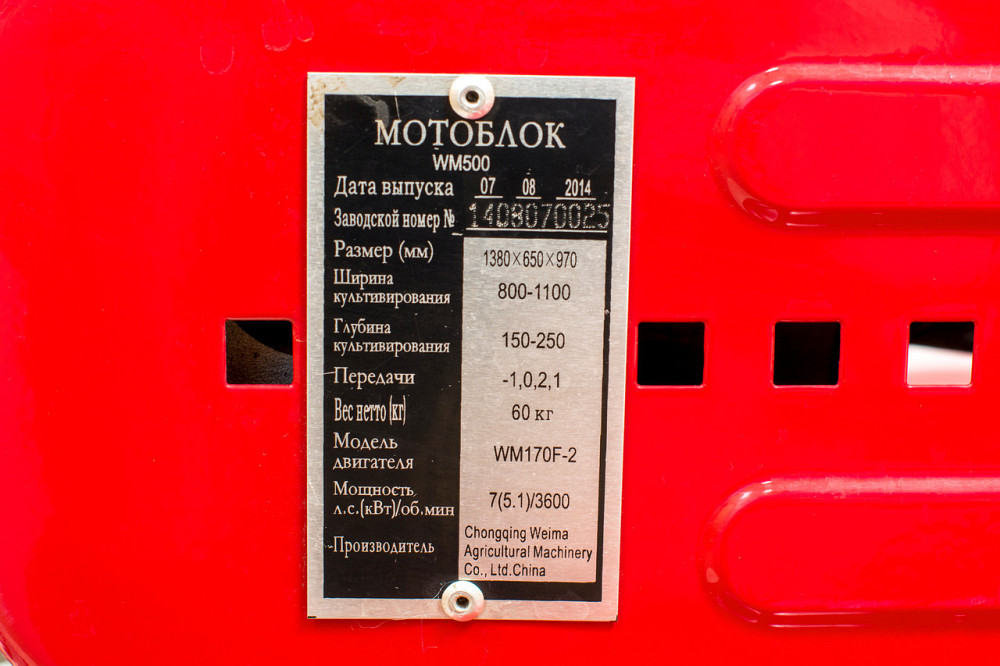 МОТОБЛОК
WM500
Дата выпуска 07 08 2014
Заводской номер № 1408070025
Размер (мм) 1380×650×970
Ширина
культивирования 800-1100
Глубина
культивирования 150-250
Передачи -1,0,2,1
Вес нетто (кг) 60 кг
Модель
двигателя WM170F-2
Мощность
л.с.(кВт)/об.мин 7(5.1)/3600
Производитель Chongqing Weima
Agricultural Machinery
Co., Ltd.China